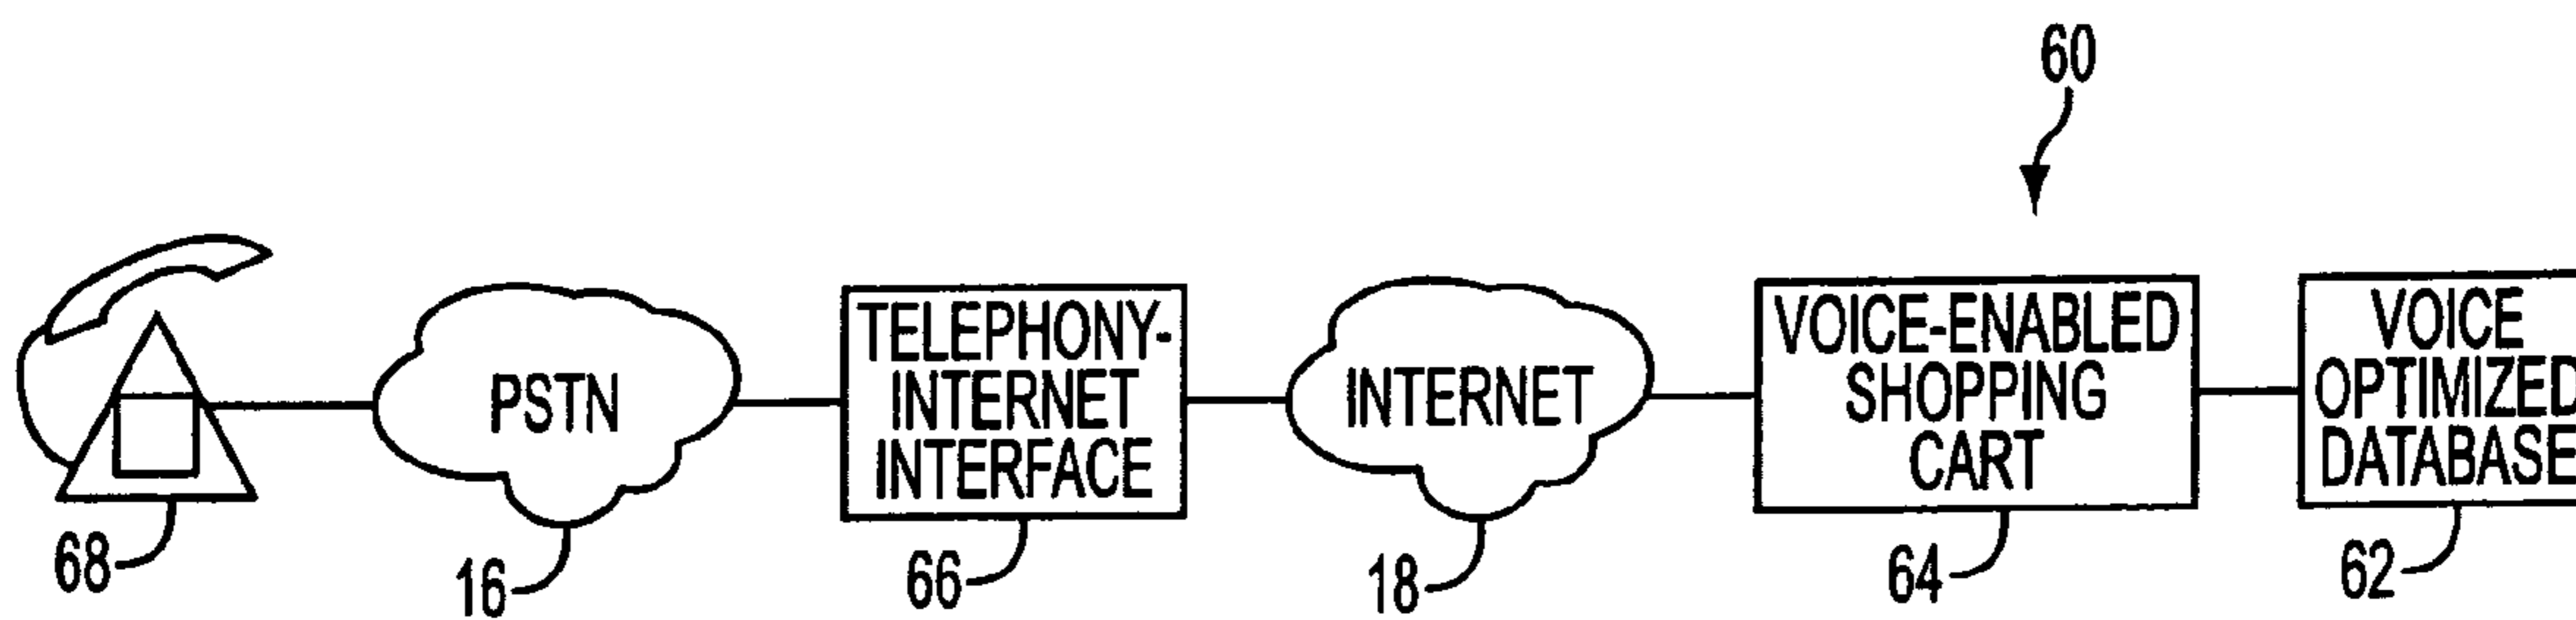 60
PSTN
TELEPHONY-
INTERNET
INTERFACE
INTERNET
VOICE-ENABLED
SHOPPING
CART
VOICE
OPTIMIZED
DATABASE
68
16
66
18
64
62